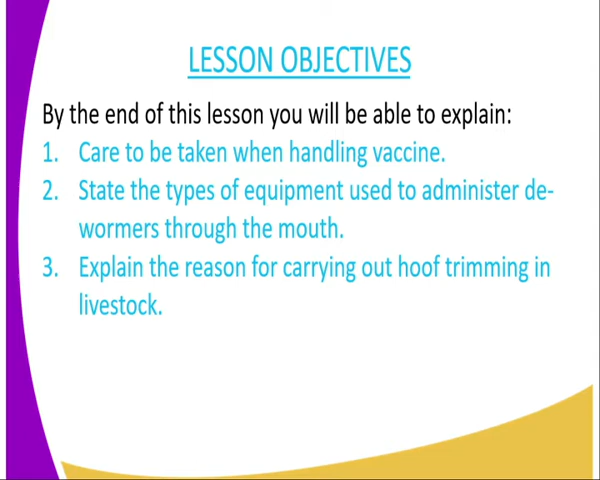 LESSON OBJECTIVES
By the end of this lesson you will be able to explain:
1. Care to be taken when handling vaccine.
2. State the types of equipment used to administer de-
wormers through the mouth.
3. Explain the reason for carrying out hoof trimming in
livestock.